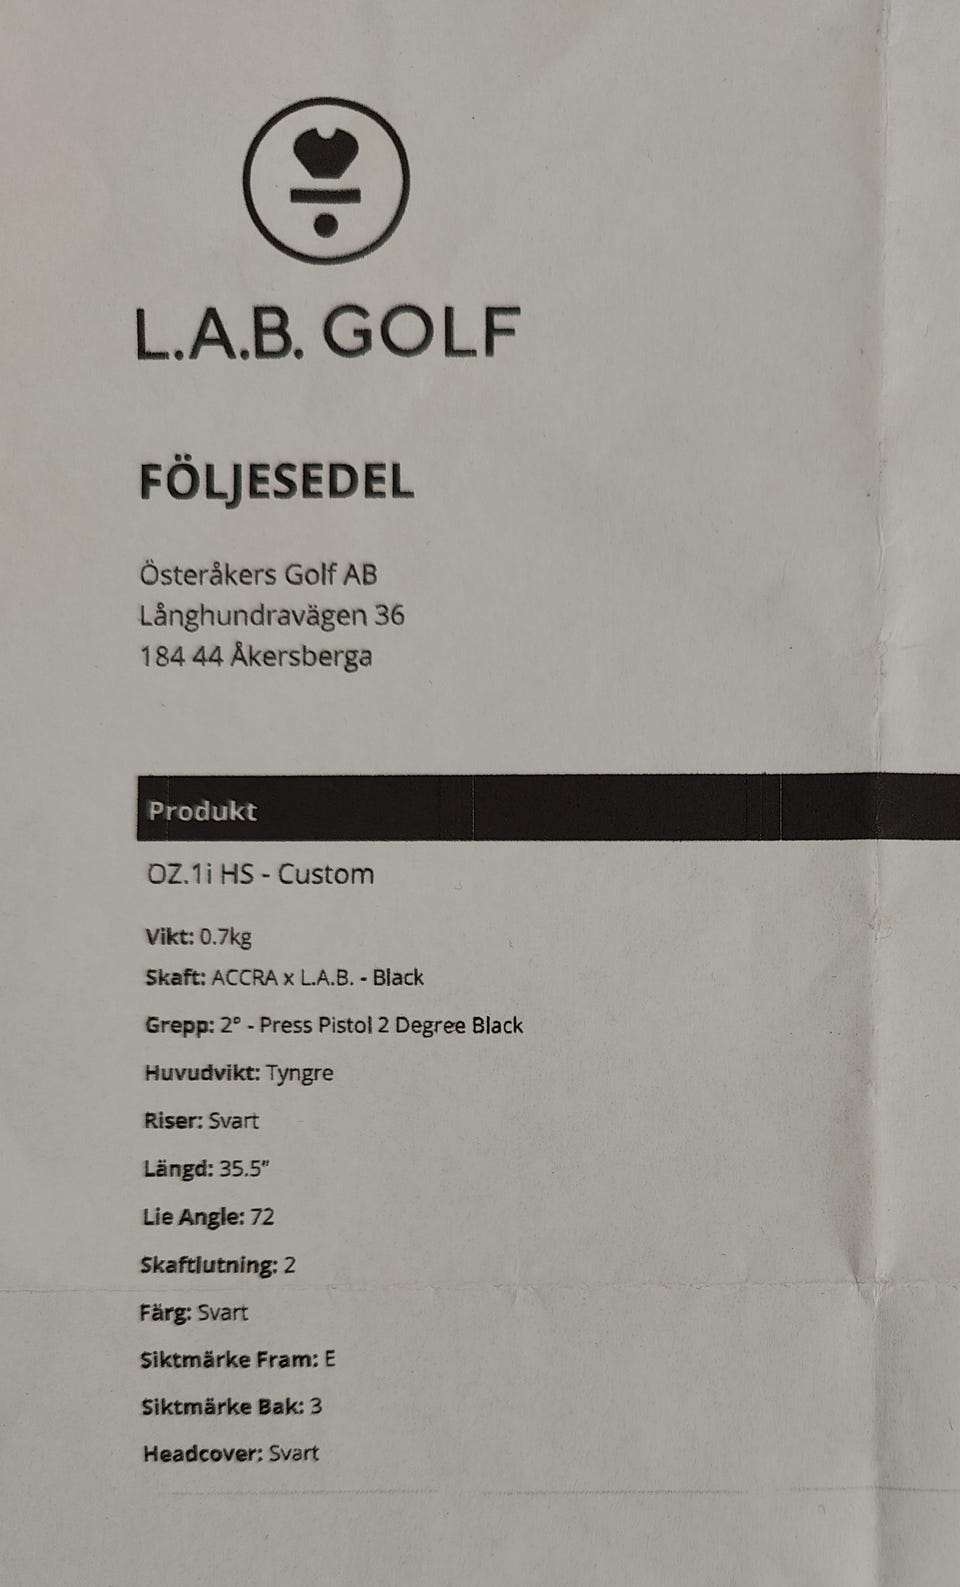 L.A.B. GOLF
FÖLJESEDEL
Österåkers Golf AB
Långhundravägen 36
184 44 Åkersberga
Produkt
OZ.1i HS - Custom
Vikt: 0.7kg
Skaft: ACCRA x L.A.B. - Black
Grepp: 2° - Press Pistol 2 Degree Black
Huvudvikt: Tyngre
Riser: Svart
Längd: 35.5”
Lie Angle: 72
Skaftlutning: 2
Färg: Svart
Siktmärke Fram: E
Siktmärke Bak: 3
Headcover: Svart